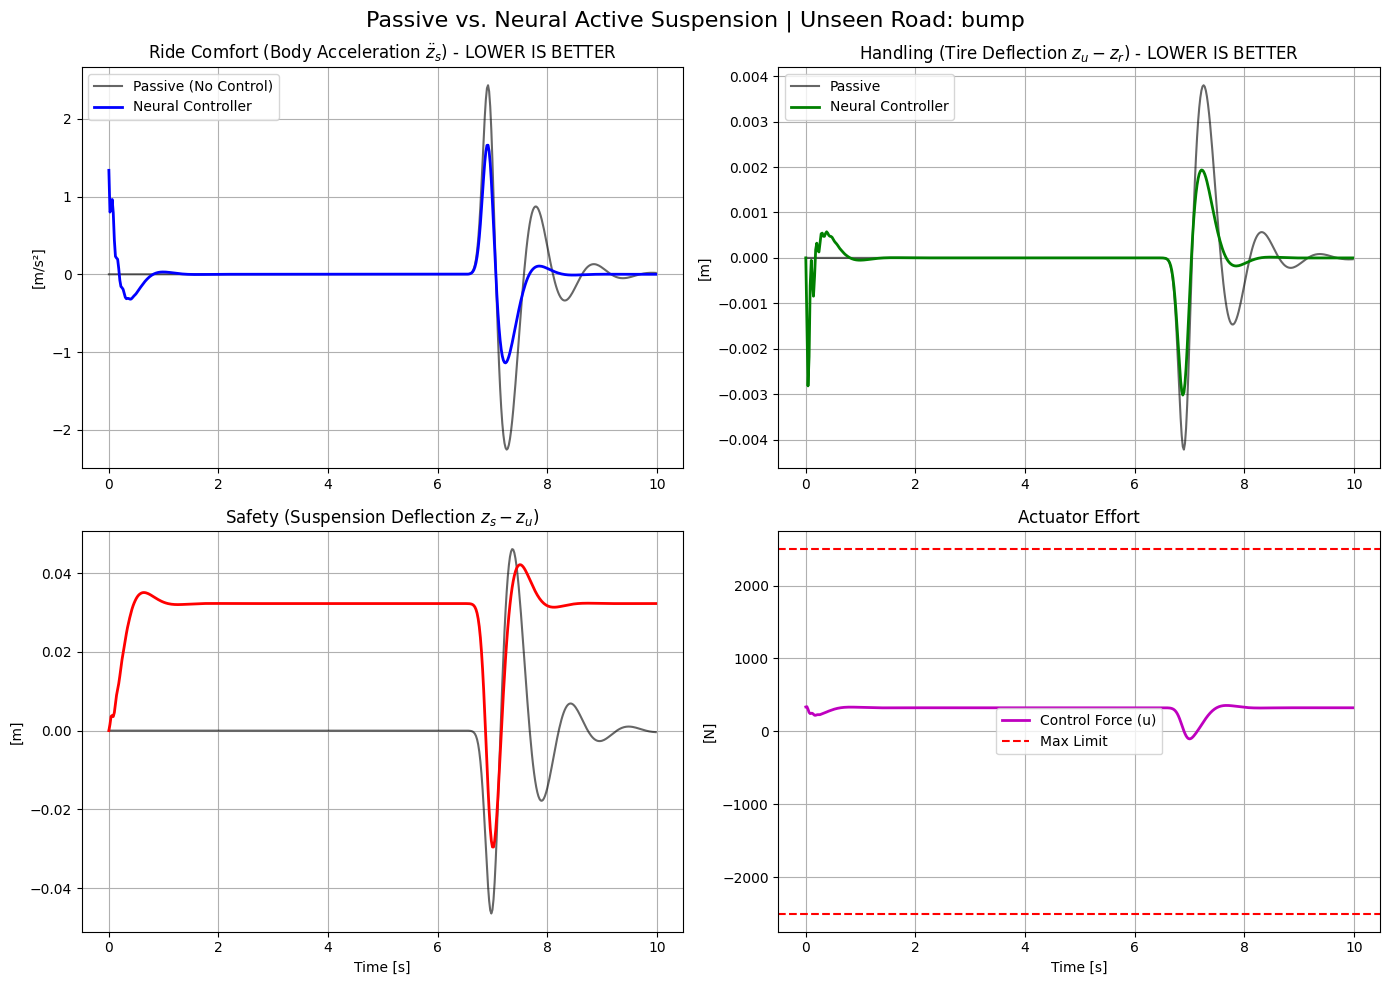 Passive vs. Neural Active Suspension | Unseen Road: bump
Ride Comfort (Body Acceleration z̈ₛ) - LOWER IS BETTER
[m/s²]
2
1
0
−1
−2
Passive (No Control)
Neural Controller
0 2 4 6 8 10
Handling (Tire Deflection zᵤ − zᵣ) - LOWER IS BETTER
[m]
0.004
0.003
0.002
0.001
0.000
−0.001
−0.002
−0.003
−0.004
Passive
Neural Controller
0 2 4 6 8 10
Safety (Suspension Deflection zₛ − zᵤ)
[m]
0.04
0.02
0.00
−0.02
−0.04
0 2 4 6 8 10
Time [s]
Actuator Effort
[N]
2000
1000
0
−1000
−2000
Control Force (u)
Max Limit
0 2 4 6 8 10
Time [s]